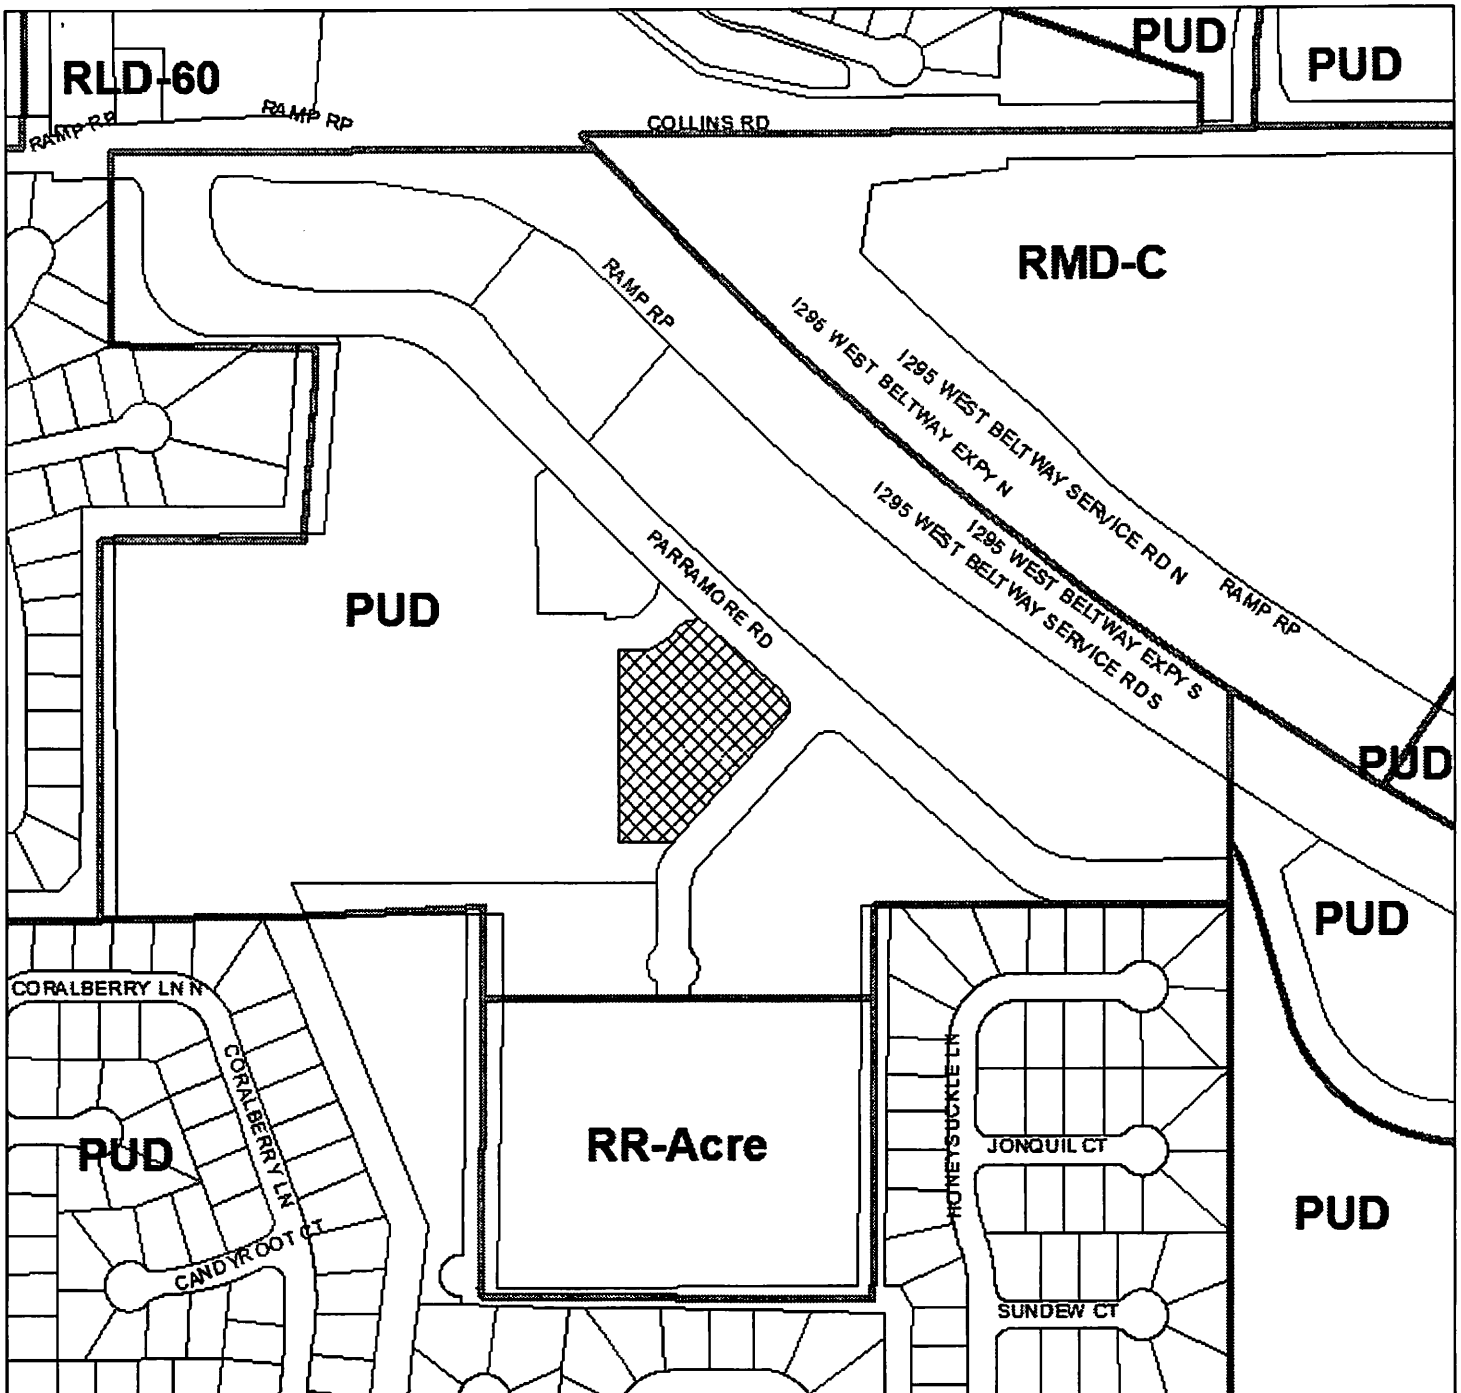 PUD
PUD
RLD-60
RAMP RP
RAMP RP
COLLINS RD
RMD-C
RAMP RP
I295 WEST BELTWAY EXPY N
I295 WEST BELTWAY SERVICE RD N
I295 WEST BELTWAY SERVICE RD S
I295 WEST BELTWAY EXPY S
RAMP RP
PARRAMORE RD
PUD
PUD
PUD
CORALBERRY LN N
CORALBERRY LN
HONEYSUCKLE LN
RR-Acre
JONQUIL CT
PUD
PUD
CANDYROOT CT
SUNDEW CT